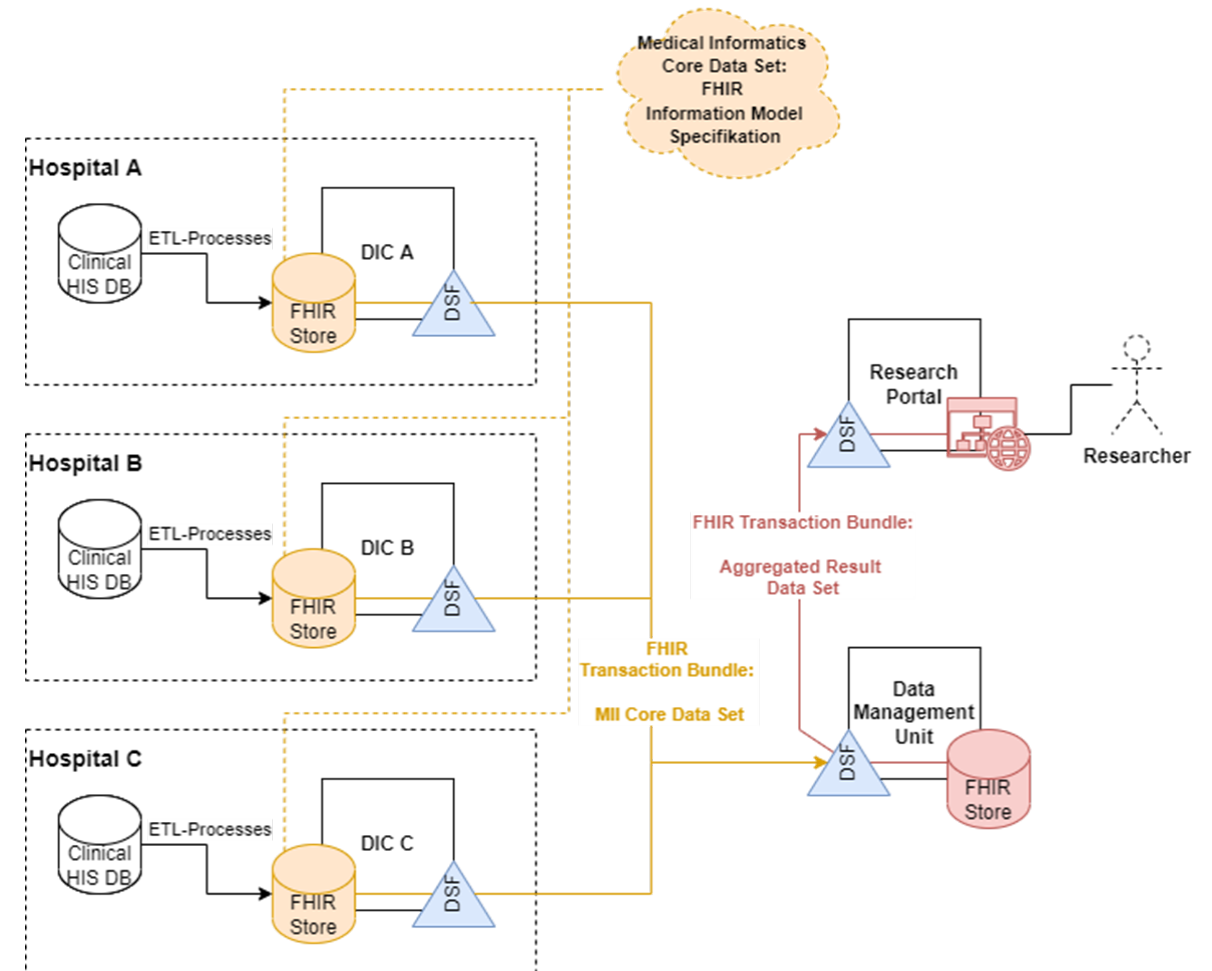 Medical Informatics
Core Data Set:
FHIR
Information Model
Specifikation
Hospital A
ETL-Processes
Clinical
HIS DB
DIC A
FHIR
Store
DSF
Hospital B
ETL-Processes
Clinical
HIS DB
DIC B
FHIR
Store
DSF
Hospital C
ETL-Processes
Clinical
HIS DB
DIC C
FHIR
Store
DSF
FHIR
Transaction Bundle:
MII Core Data Set
Research
Portal
DSF
Researcher
FHIR Transaction Bundle:
Aggregated Result
Data Set
Data
Management
Unit
DSF
FHIR
Store